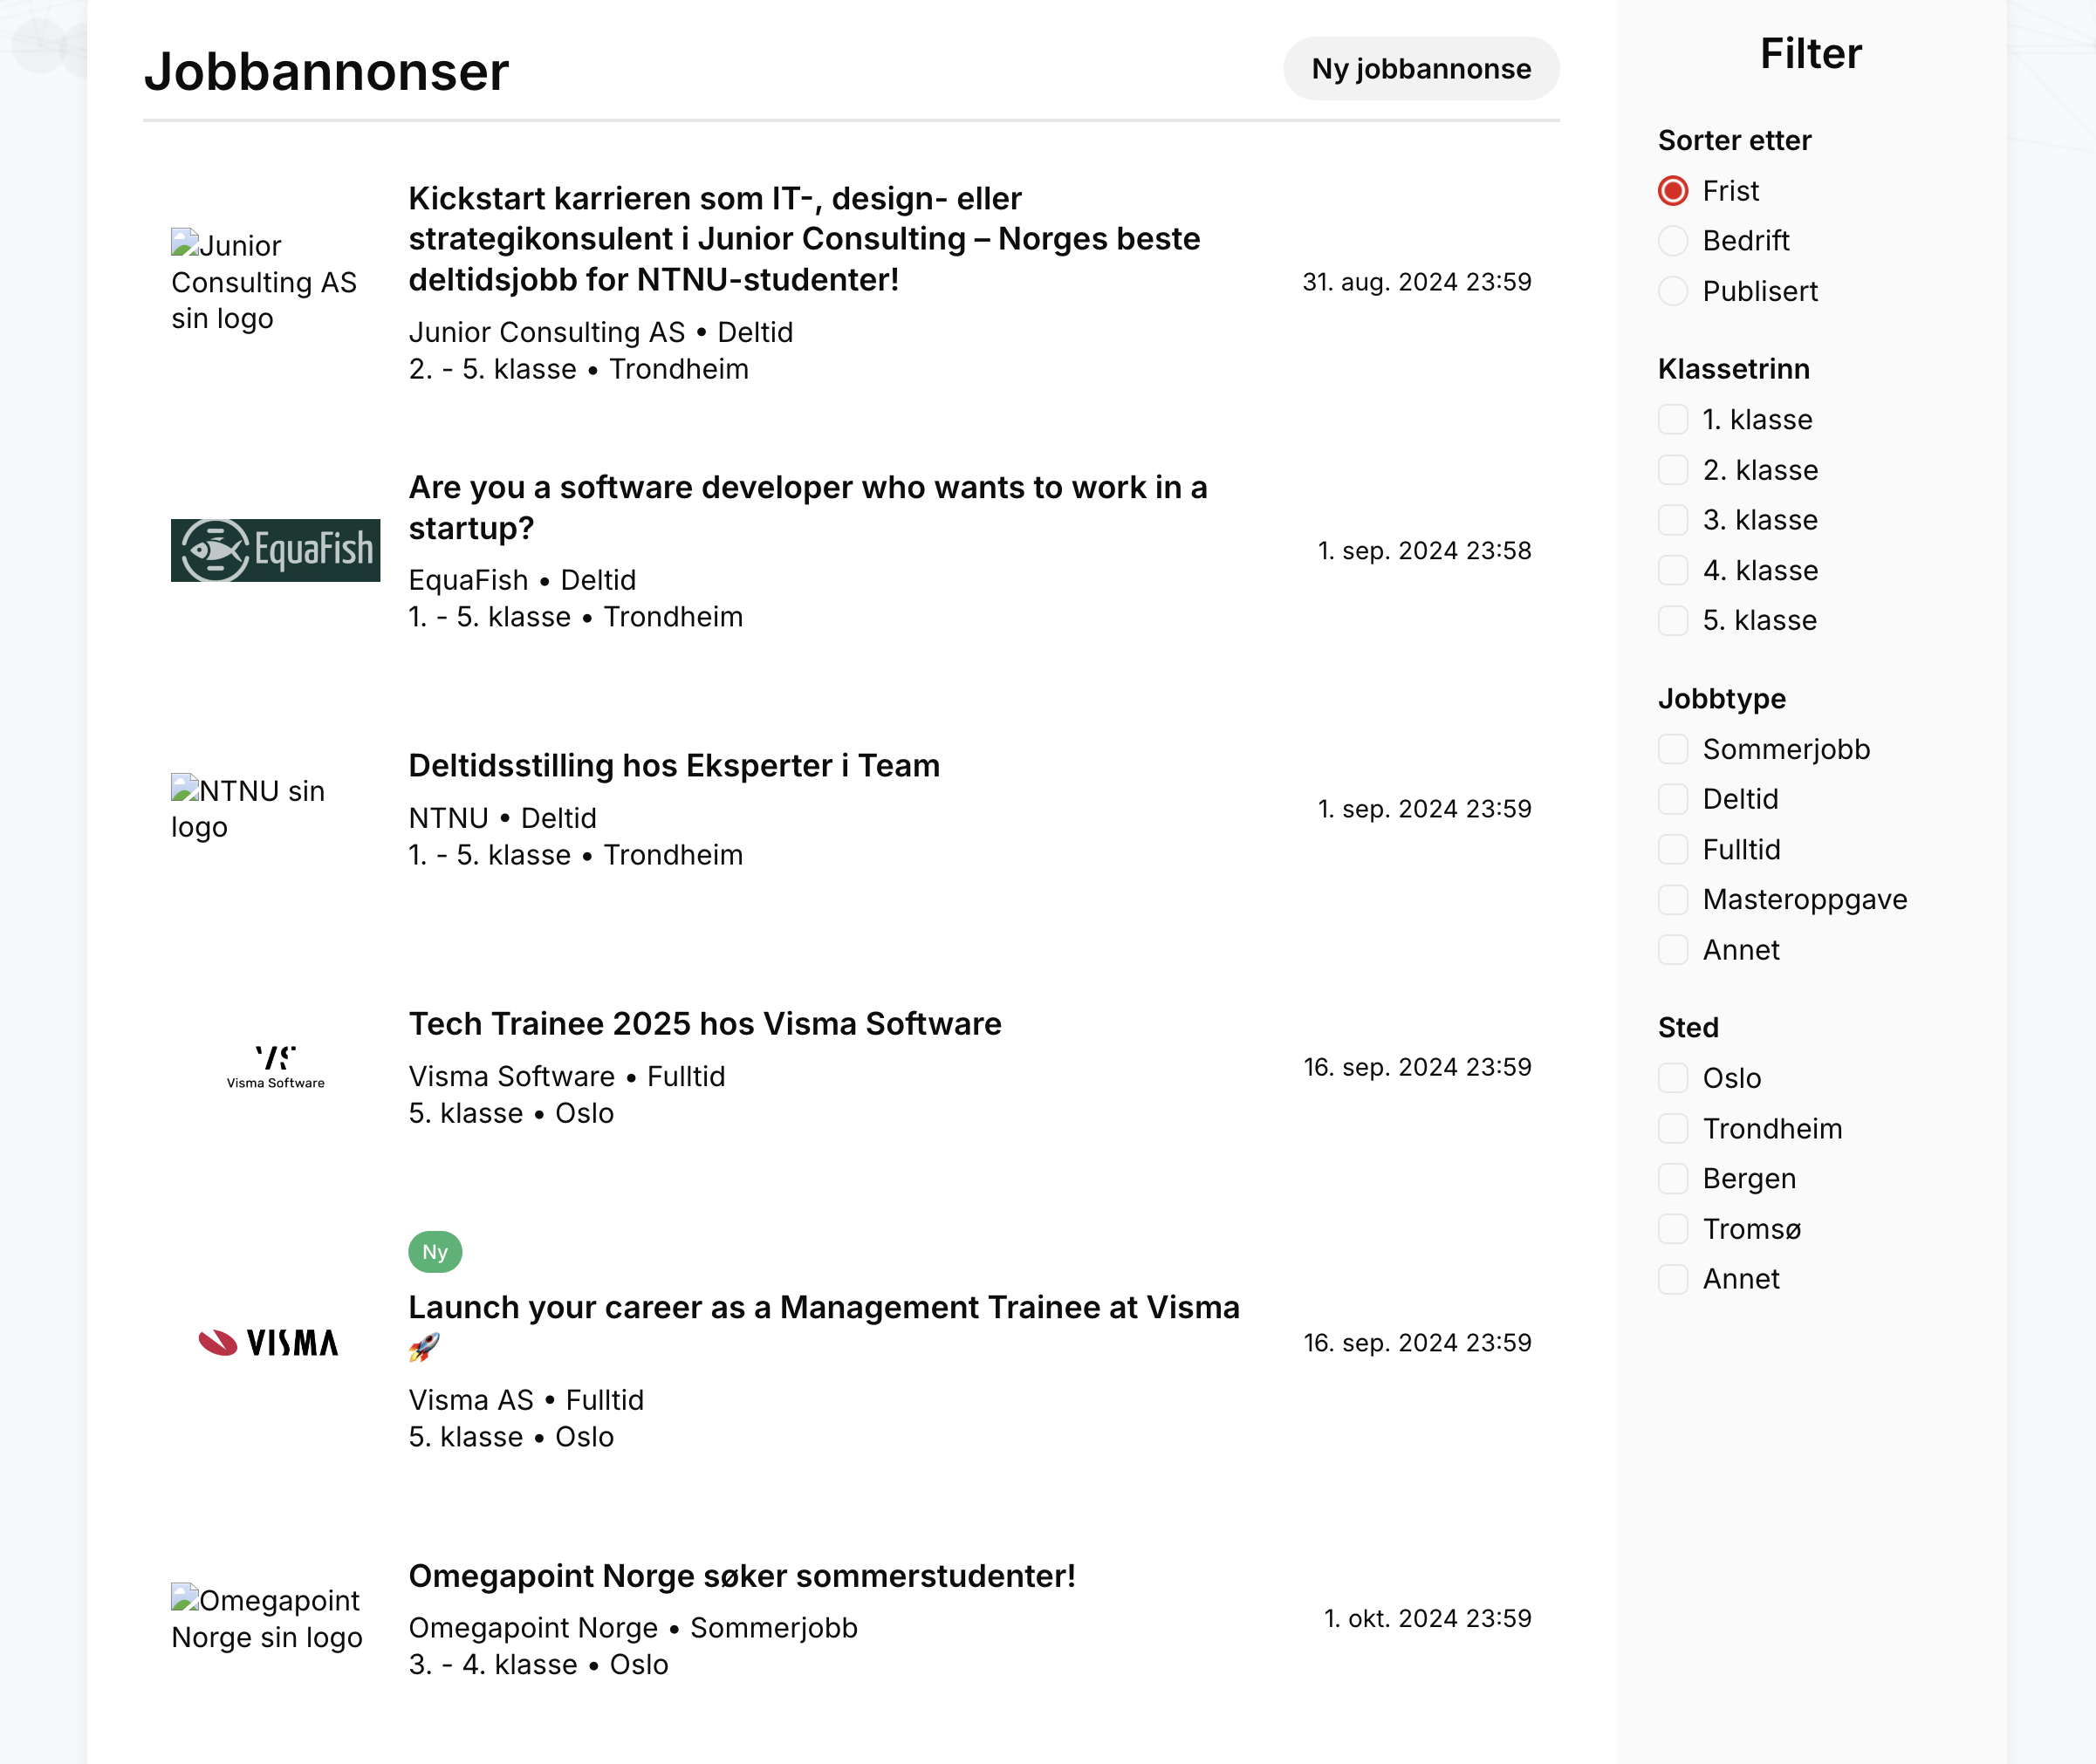 Jobbannonser
Ny jobbannonse
Junior
Consulting AS
sin logo
Kickstart karrieren som IT-, design- eller
strategikonsulent i Junior Consulting – Norges beste
deltidsjobb for NTNU-studenter!
Junior Consulting AS • Deltid
2. - 5. klasse • Trondheim
31. aug. 2024 23:59
EquaFish
Are you a software developer who wants to work in a
startup?
EquaFish • Deltid
1. - 5. klasse • Trondheim
1. sep. 2024 23:58
NTNU sin
logo
Deltidsstilling hos Eksperter i Team
NTNU • Deltid
1. - 5. klasse • Trondheim
1. sep. 2024 23:59
VS
Visma Software
Tech Trainee 2025 hos Visma Software
Visma Software • Fulltid
5. klasse • Oslo
16. sep. 2024 23:59
VISMA
Ny
Launch your career as a Management Trainee at Visma
🚀
Visma AS • Fulltid
5. klasse • Oslo
16. sep. 2024 23:59
Omegapoint
Norge sin logo
Omegapoint Norge søker sommerstudenter!
Omegapoint Norge • Sommerjobb
3. - 4. klasse • Oslo
1. okt. 2024 23:59
Filter
Sorter etter
Frist
Bedrift
Publisert
Klassetrinn
1. klasse
2. klasse
3. klasse
4. klasse
5. klasse
Jobbtype
Sommerjobb
Deltid
Fulltid
Masteroppgave
Annet
Sted
Oslo
Trondheim
Bergen
Tromsø
Annet